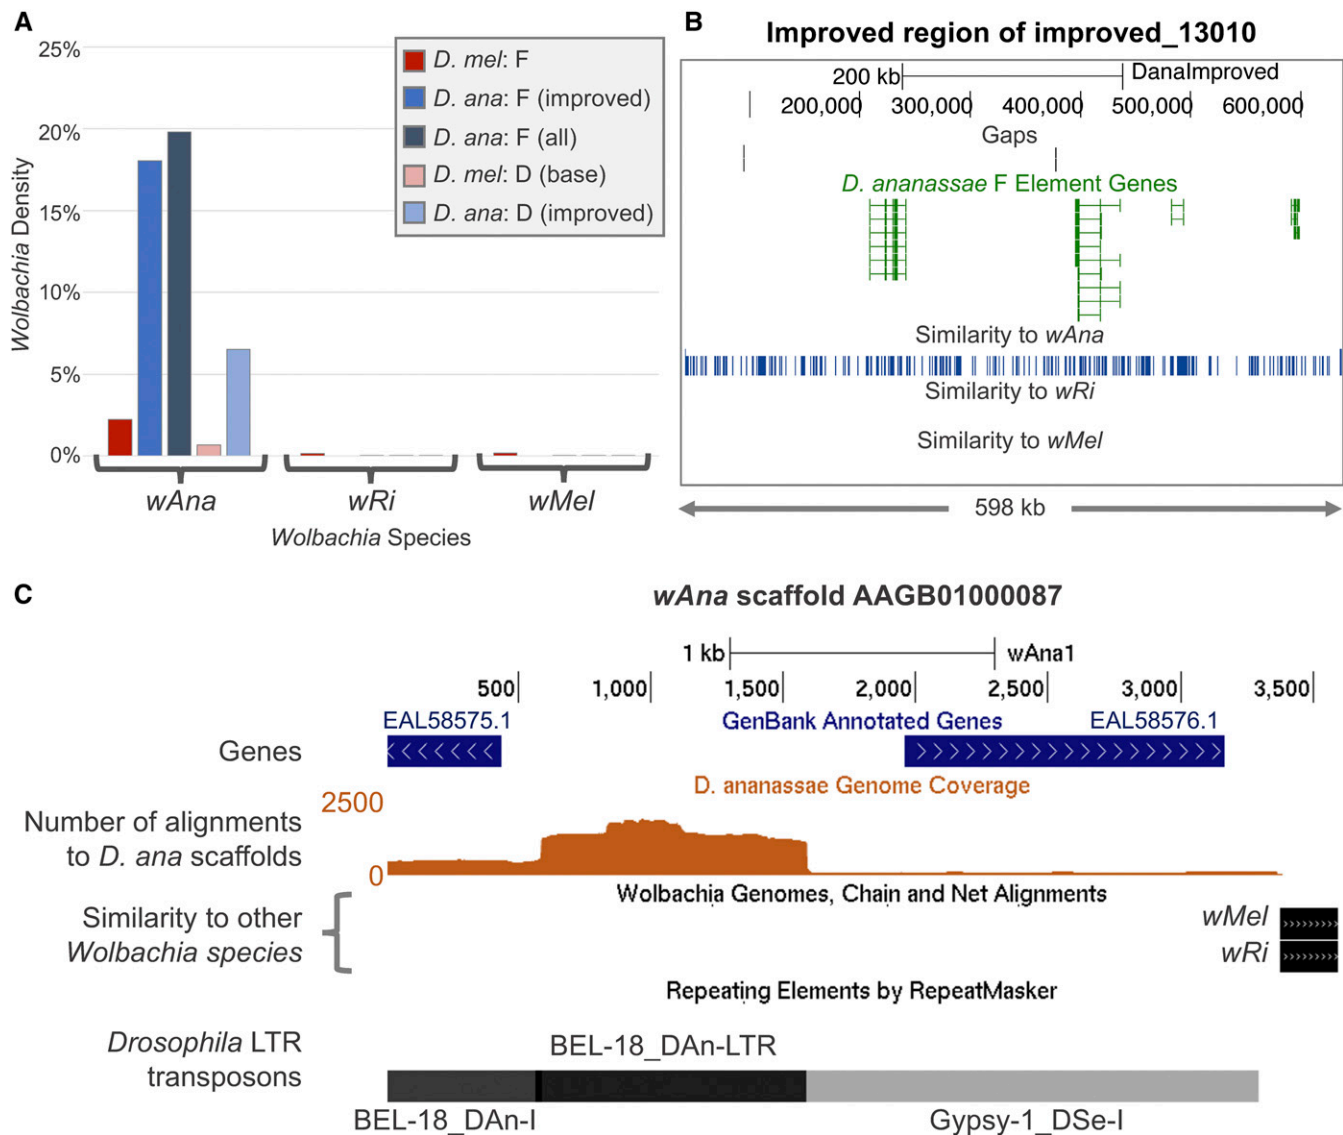 A
25%
20%
15%
10%
5%
0%
Wolbachia Density
D. mel: F
D. ana: F (improved)
D. ana: F (all)
D. mel: D (base)
D. ana: D (improved)
wAna
wRi
wMel
Wolbachia Species
B
Improved region of improved_13010
200 kb
DanaImproved
200,000
300,000
400,000
500,000
600,000
Gaps
D. ananassae F Element Genes
Similarity to wAna
Similarity to wRi
Similarity to wMel
598 kb
C
wAna scaffold AAGB01000087
1 kb
wAna1
500
1,000
1,500
2,000
2,500
3,000
3,500
EAL58575.1
GenBank Annotated Genes
EAL58576.1
Genes
D. ananassae Genome Coverage
2500
Number of alignments
to D. ana scaffolds
0
Wolbachia Genomes, Chain and Net Alignments
Similarity to other
Wolbachia species
wMel
wRi
Repeating Elements by RepeatMasker
Drosophila LTR
transposons
BEL-18_DAn-LTR
BEL-18_DAn-I
Gypsy-1_DSe-I